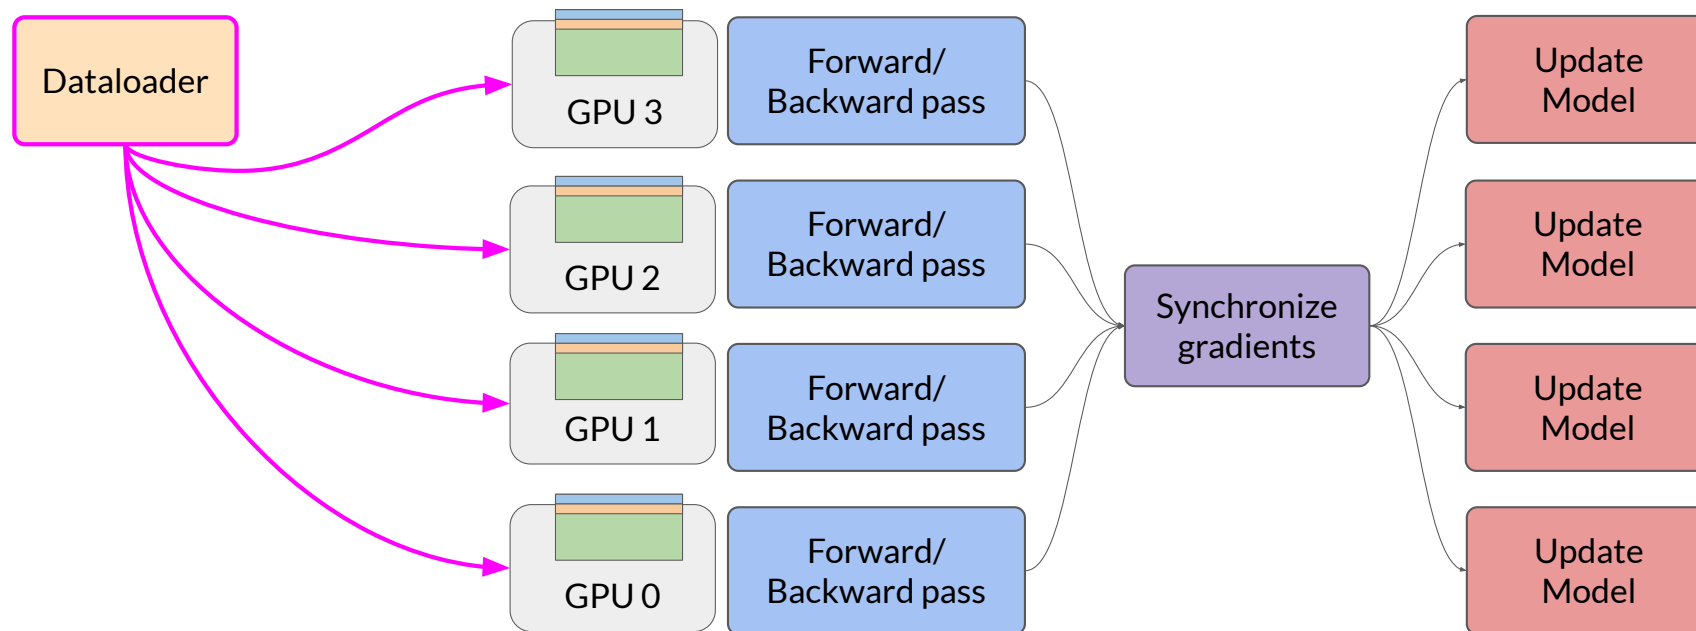 Dataloader
GPU 3
Forward/
Backward pass
Update
Model
GPU 2
Forward/
Backward pass
Update
Model
Synchronize
gradients
GPU 1
Forward/
Backward pass
Update
Model
GPU 0
Forward/
Backward pass
Update
Model